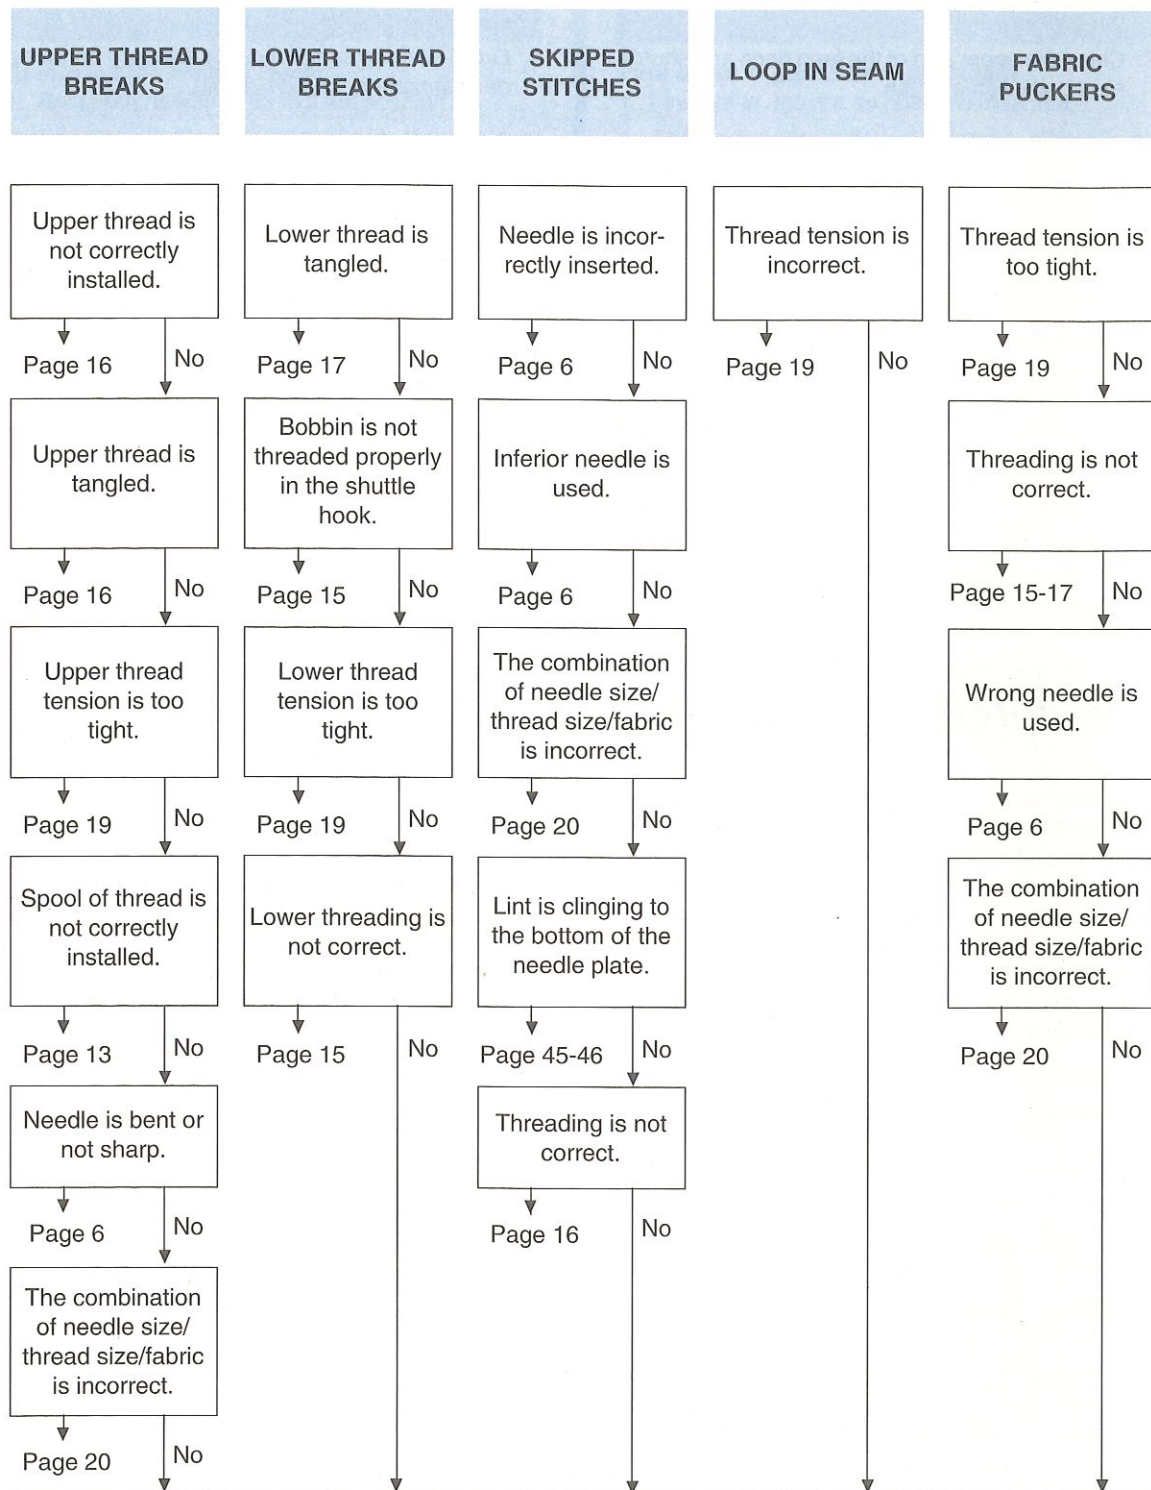 UPPER THREAD
BREAKS
LOWER THREAD
BREAKS
SKIPPED
STITCHES
LOOP IN SEAM
FABRIC
PUCKERS
Upper thread is
not correctly
installed.
Page 16
No
Upper thread is
tangled.
Page 16
No
Upper thread
tension is too
tight.
Page 19
No
Spool of thread is
not correctly
installed.
Page 13
No
Needle is bent or
not sharp.
Page 6
No
The combination
of needle size/
thread size/fabric
is incorrect.
Page 20
No
Lower thread is
tangled.
Page 17
No
Bobbin is not
threaded properly
in the shuttle
hook.
Page 15
No
Lower thread
tension is too
tight.
Page 19
No
Lower threading is
not correct.
Page 15
No
Needle is incor-
rectly inserted.
Page 6
No
Inferior needle is
used.
Page 6
No
The combination
of needle size/
thread size/fabric
is incorrect.
Page 20
No
Lint is clinging to
the bottom of the
needle plate.
Page 45-46
No
Threading is not
correct.
Page 16
No
Thread tension is
incorrect.
Page 19
No
Thread tension is
too tight.
Page 19
No
Threading is not
correct.
Page 15-17
No
Wrong needle is
used.
Page 6
No
The combination
of needle size/
thread size/fabric
is incorrect.
Page 20
No